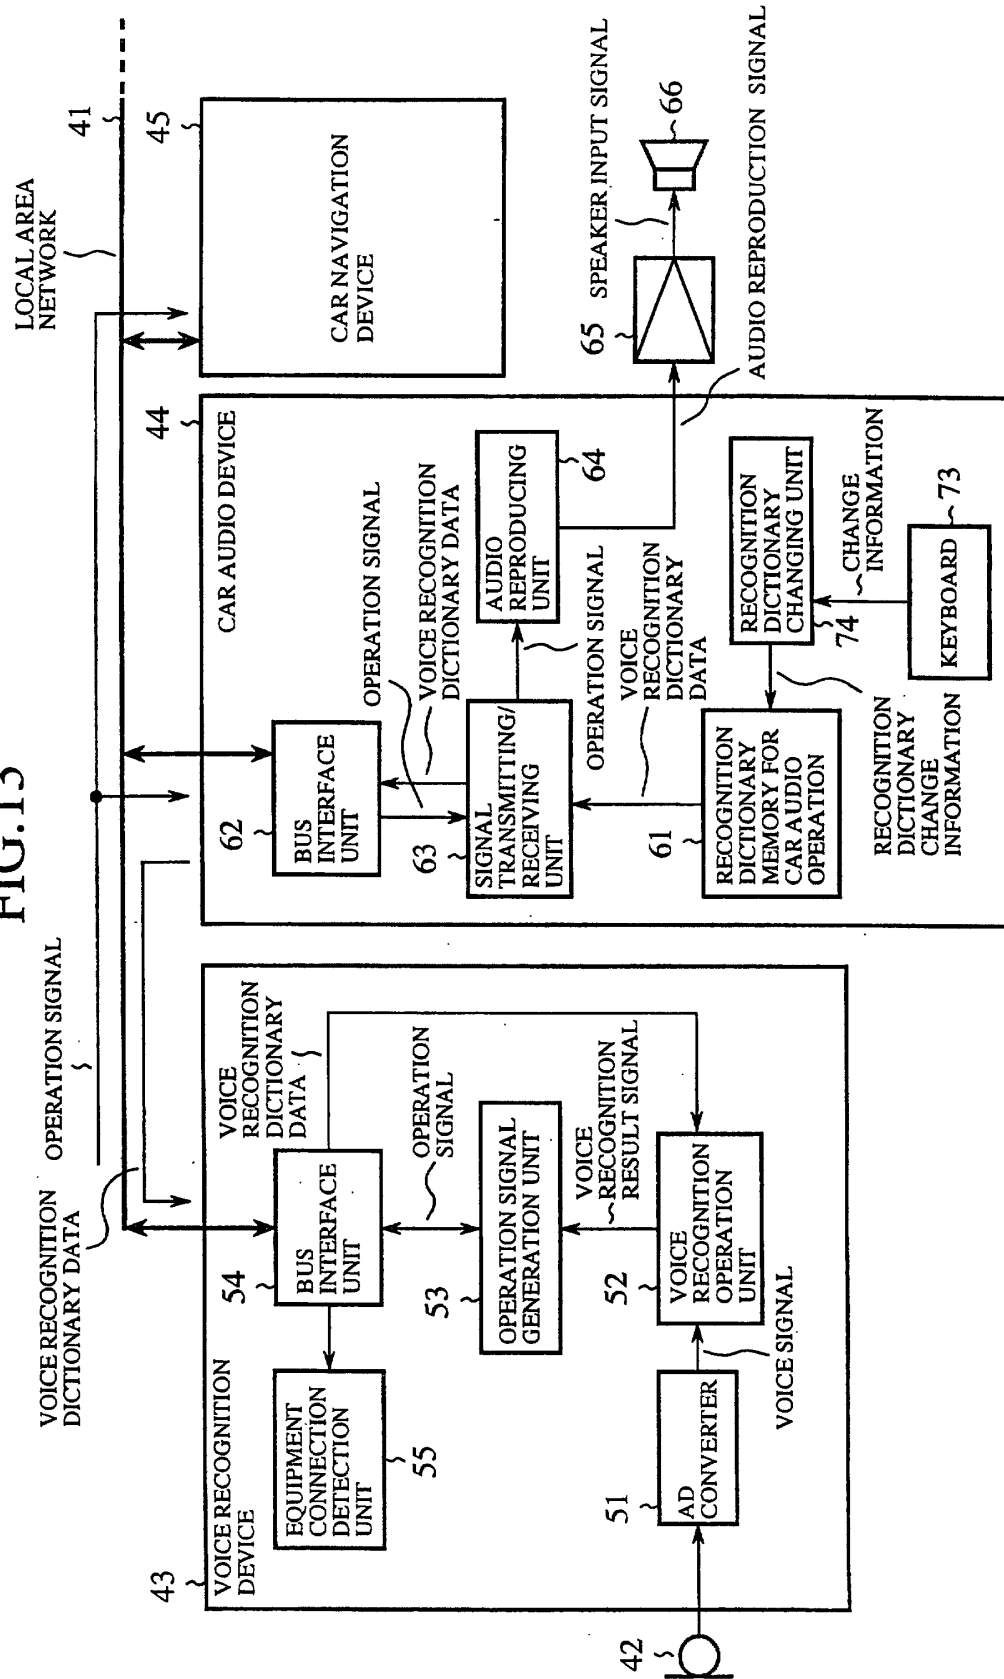 LOCAL AREA
NETWORK
41
OPERATION SIGNAL
VOICE RECOGNITION
DICTIONARY DATA
43
VOICE RECOGNITION
DEVICE
EQUIPMENT
CONNECTION
DETECTION
UNIT
55
54
BUS
INTERFACE
UNIT
VOICE
RECOGNITION
DICTIONARY
DATA
OPERATION
SIGNAL
53
OPERATION SIGNAL
GENERATION UNIT
VOICE
RECOGNITION
RESULT SIGNAL
52
VOICE
RECOGNITION
OPERATION
UNIT
VOICE SIGNAL
51
AD
CONVERTER
42
44
CAR AUDIO DEVICE
62
BUS
INTERFACE
UNIT
OPERATION SIGNAL
VOICE RECOGNITION
DICTIONARY DATA
63
SIGNAL
TRANSMITTING/
RECEIVING
UNIT
AUDIO
REPRODUCING
UNIT
64
OPERATION SIGNAL
VOICE
RECOGNITION
DICTIONARY
DATA
61
RECOGNITION
DICTIONARY
MEMORY FOR
CAR AUDIO
OPERATION
RECOGNITION
DICTIONARY
CHANGING UNIT
74
CHANGE
INFORMATION
RECOGNITION
DICTIONARY
CHANGE
INFORMATION
KEYBOARD
73
45
CAR NAVIGATION
DEVICE
SPEAKER INPUT SIGNAL
65
66
AUDIO REPRODUCTION SIGNAL